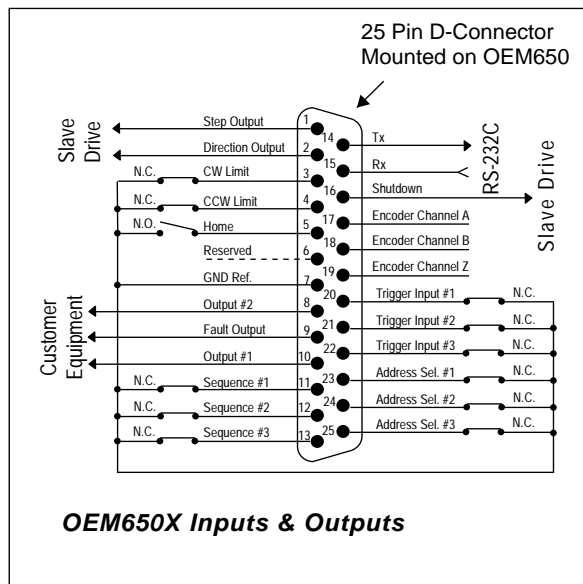 25 Pin D-Connector
Mounted on OEM650
Slave
Drive
Step Output 1
Direction Output 2
N.C. CW Limit 3
N.C. CCW Limit 4
N.O. Home 5
Reserved 6
GND Ref. 7
Customer
Equipment
Output #2 8
Fault Output 9
Output #1 10
N.C. Sequence #1 11
N.C. Sequence #2 12
N.C. Sequence #3 13
14 Tx
15 Rx
RS-232C
16 Shutdown
Slave Drive
17 Encoder Channel A
18 Encoder Channel B
19 Encoder Channel Z
20 Trigger Input #1 N.C.
21 Trigger Input #2 N.C.
22 Trigger Input #3 N.C.
23 Address Sel. #1 N.C.
24 Address Sel. #2 N.C.
25 Address Sel. #3 N.C.
OEM650X Inputs & Outputs